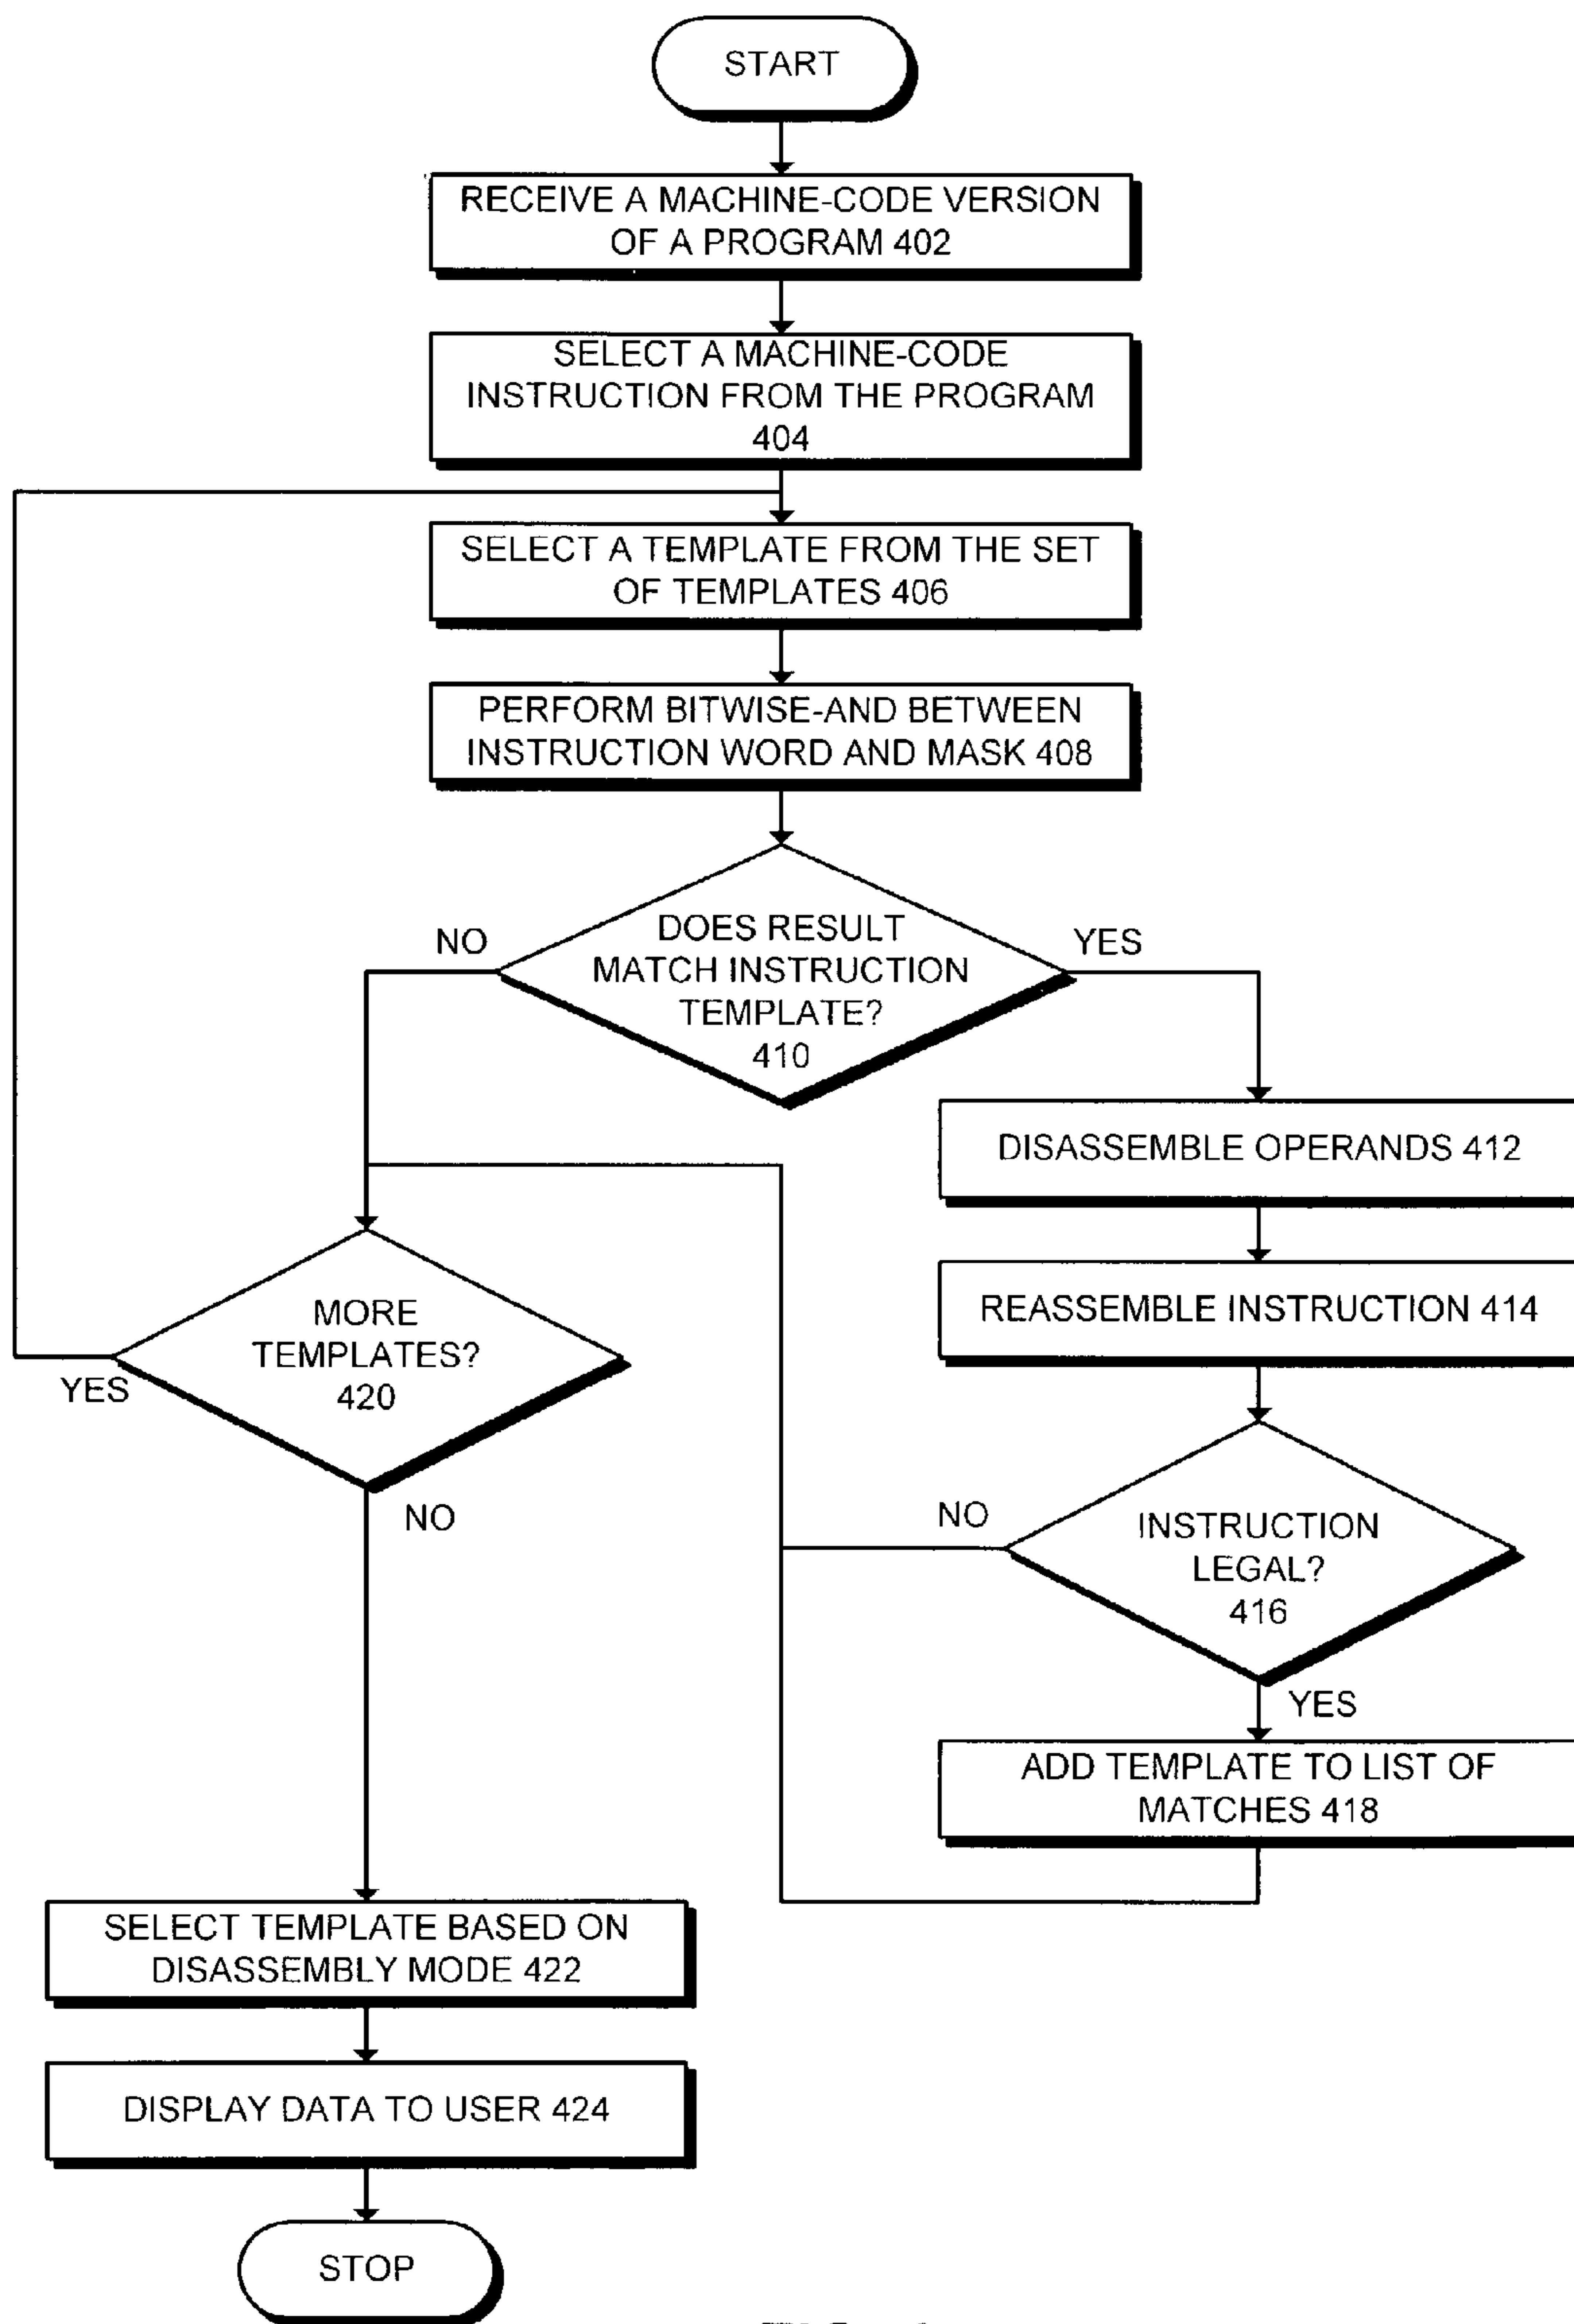 START
RECEIVE A MACHINE-CODE VERSION
OF A PROGRAM 402
SELECT A MACHINE-CODE
INSTRUCTION FROM THE PROGRAM
404
SELECT A TEMPLATE FROM THE SET
OF TEMPLATES 406
PERFORM BITWISE-AND BETWEEN
INSTRUCTION WORD AND MASK 408
NO
YES
DOES RESULT
MATCH INSTRUCTION
TEMPLATE?
410
DISASSEMBLE OPERANDS 412
REASSEMBLE INSTRUCTION 414
MORE
TEMPLATES?
420
YES
NO
NO
INSTRUCTION
LEGAL?
416
YES
ADD TEMPLATE TO LIST OF
MATCHES 418
SELECT TEMPLATE BASED ON
DISASSEMBLY MODE 422
DISPLAY DATA TO USER 424
STOP